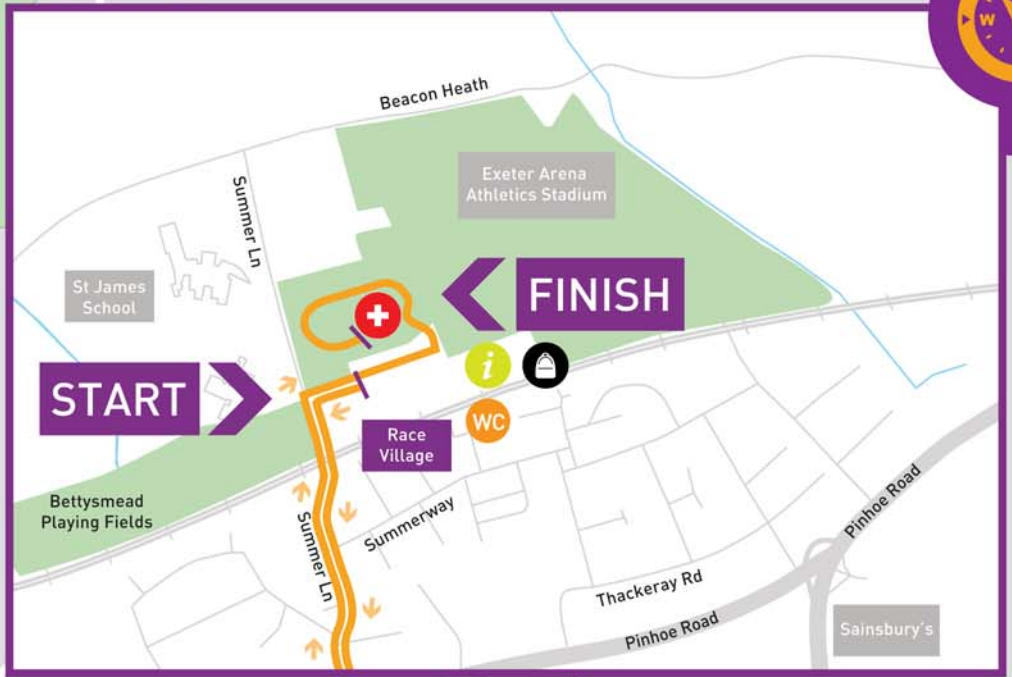 W
Beacon Heath
Exeter Arena
Athletics Stadium
Summer Ln
St James
School
FINISH
START
i
WC
Race
Village
Bettysmead
Playing Fields
Summer Ln
Summerway
Pinhoe Road
Thackeray Rd
Pinhoe Road
Sainsbury's